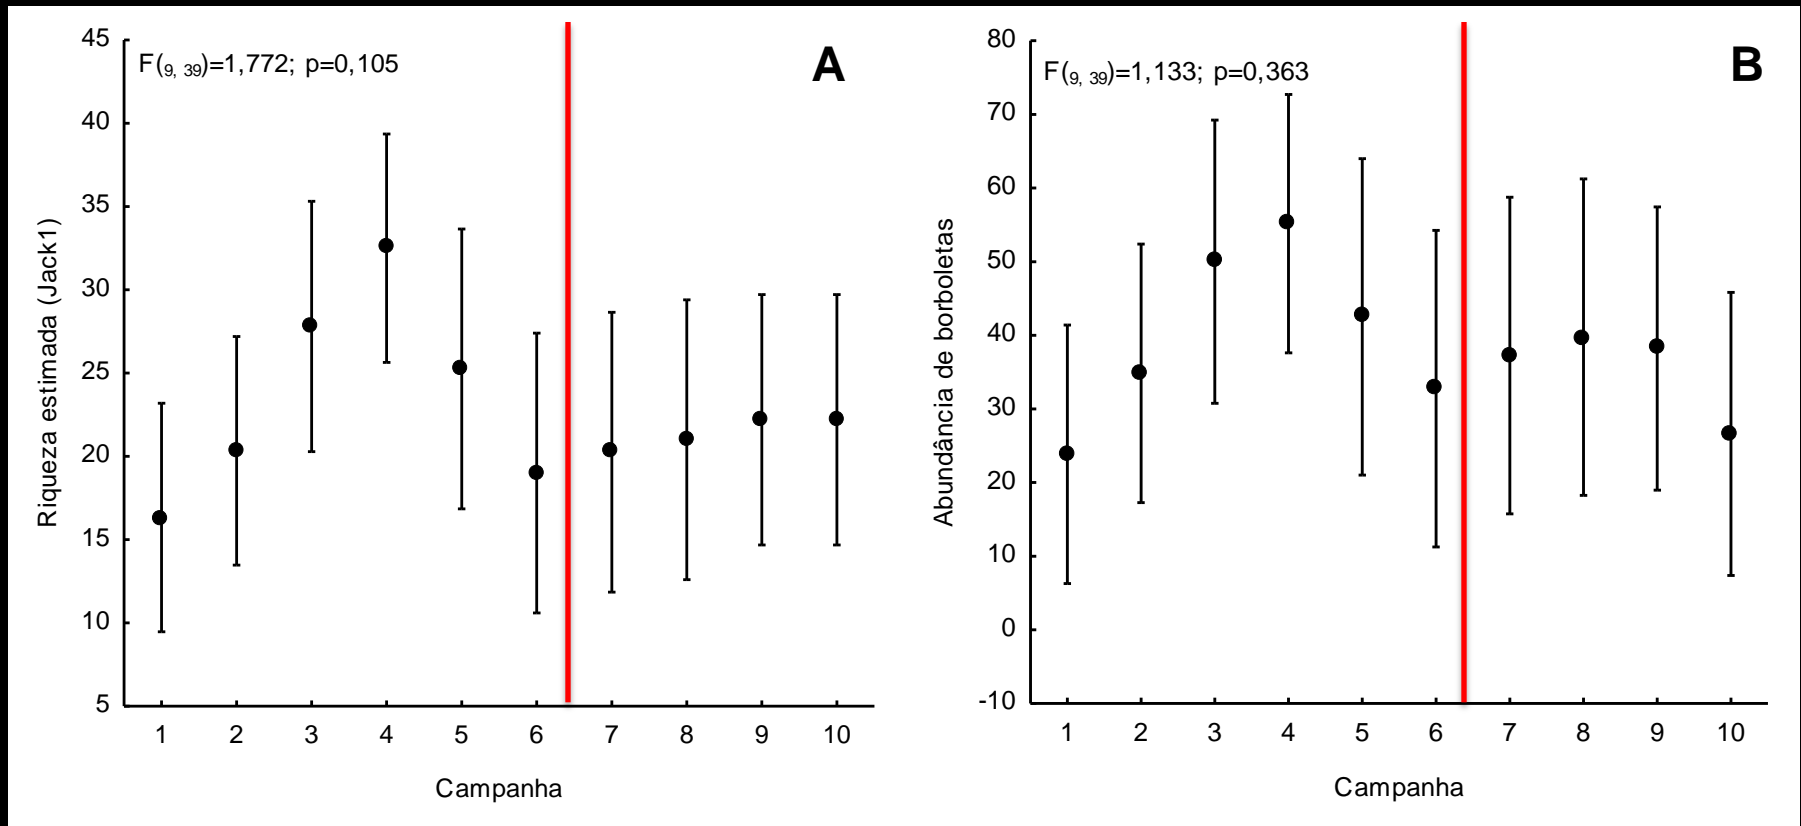 F(9, 39)=1,772; p=0,105
A
45
40
35
30
25
20
15
10
5
Riqueza estimada (Jack1)
1 2 3 4 5 6 7 8 9 10
Campanha
F(9, 39)=1,133; p=0,363
B
80
70
60
50
40
30
20
10
0
-10
Abundância de borboletas
1 2 3 4 5 6 7 8 9 10
Campanha